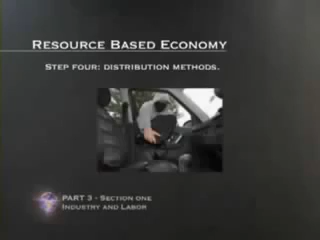 Resource Based Economy
Step four: distribution methods.
PART 3 - Section one
Industry and Labor